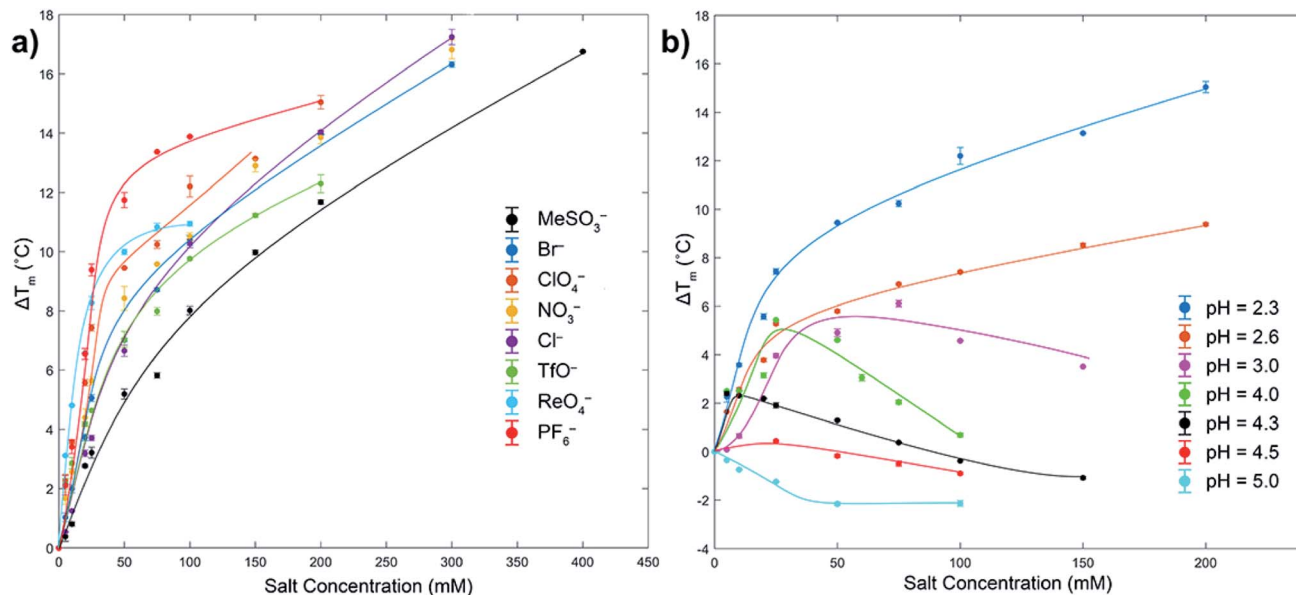 a)
18
16
14
12
10
8
6
4
2
0
ΔTm (°C)
0 50 100 150 200 250 300 350 400 450
Salt Concentration (mM)
MeSO₃⁻
Br⁻
ClO₄⁻
NO₃⁻
Cl⁻
TfO⁻
ReO₄⁻
PF₆⁻
b)
18
16
14
12
10
8
6
4
2
0
-2
-4
ΔTm (°C)
0 50 100 150 200
Salt Concentration (mM)
pH = 2.3
pH = 2.6
pH = 3.0
pH = 4.0
pH = 4.3
pH = 4.5
pH = 5.0